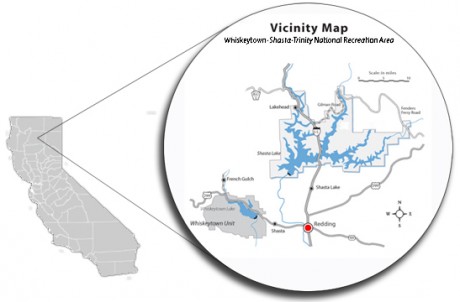 Vicinity Map
Whiskeytown-Shasta-Trinity National Recreation Area
Scale in miles
Lakehead
Gilman Road
Fenders
Ferry Road
Shasta Lake
French Gulch
Shasta Lake
Whiskeytown Lake
Whiskeytown Unit
Shasta
Redding
N
W
E
S